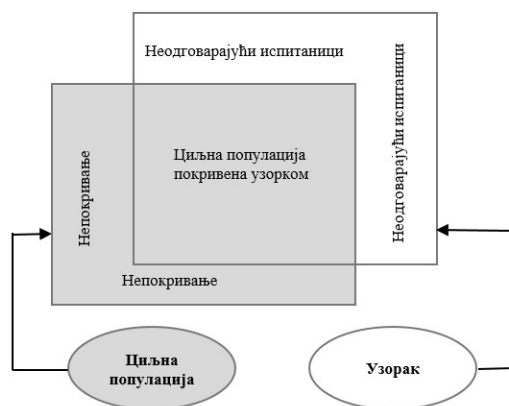 Неодговарајући испитаници
Неодговарајући испитаници
Циљна популација
покривена узорком
Непокривање
Непокривање
Циљна
популација
Узорак